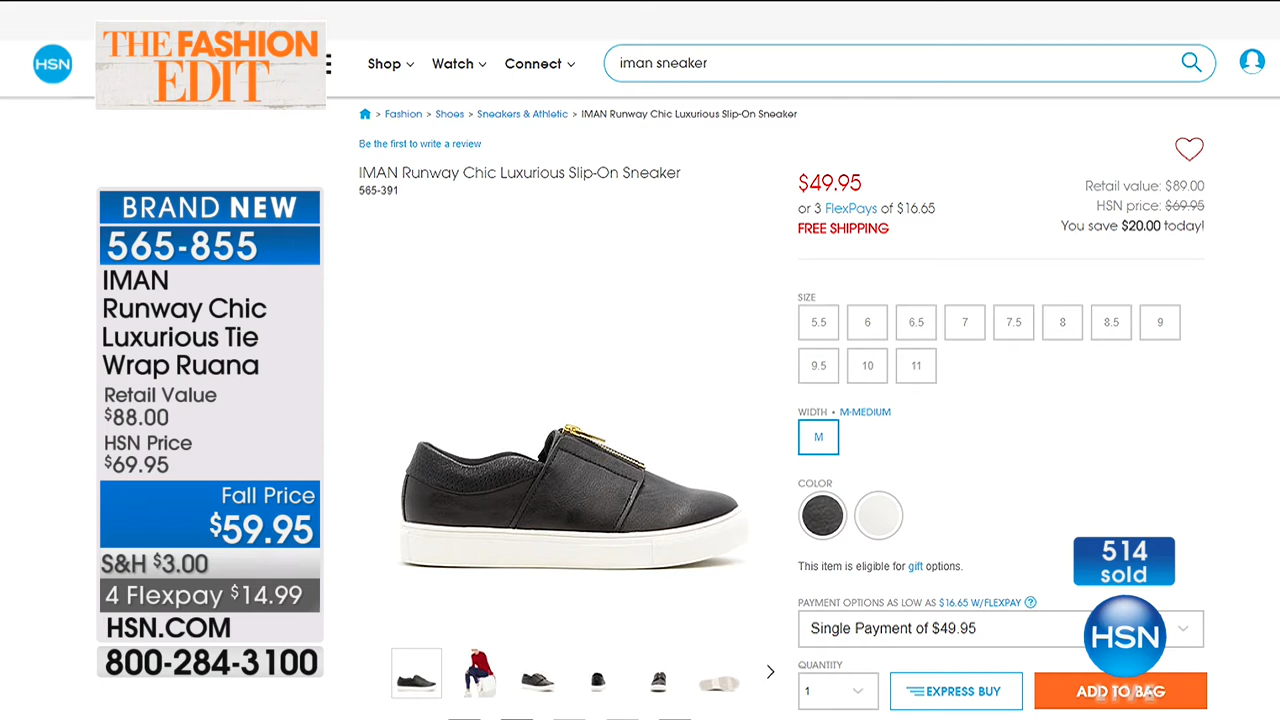 HSN
THE FASHION
EDIT
Shop
Watch
Connect
iman sneaker
> Fashion > Shoes > Sneakers & Athletic > IMAN Runway Chic Luxurious Slip-On Sneaker
Be the first to write a review
IMAN Runway Chic Luxurious Slip-On Sneaker
565-391
$49.95
or 3 FlexPays of $16.65
FREE SHIPPING
Retail value: $89.00
HSN price: $69.95
You save $20.00 today!
BRAND NEW
565-855
IMAN
Runway Chic
Luxurious Tie
Wrap Ruana
Retail Value
$88.00
HSN Price
$69.95
Fall Price
$59.95
S&H $3.00
4 Flexpay $14.99
HSN.COM
800-284-3100
SIZE
5.5 6 6.5 7 7.5 8 8.5 9
9.5 10 11
WIDTH • M-MEDIUM
M
COLOR
This item is eligible for gift options.
PAYMENT OPTIONS AS LOW AS $16.65 W/FLEXPAY ?
Single Payment of $49.95
QUANTITY
1
EXPRESS BUY
ADD TO BAG
514
sold
HSN
LIVE